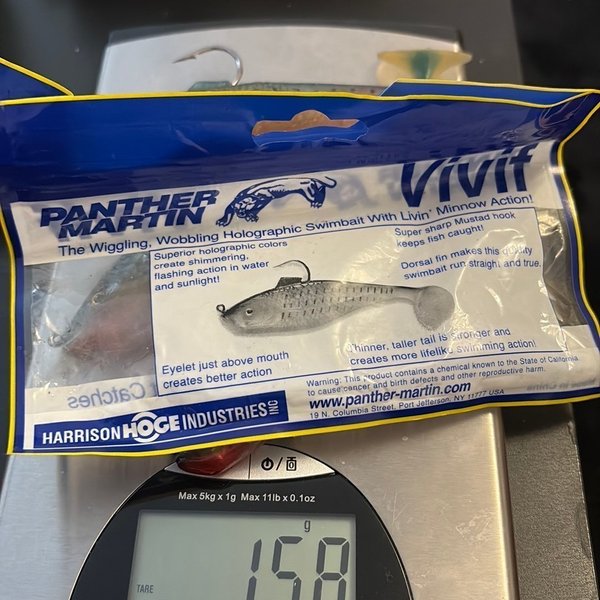 PANTHER
MARTIN
Vivif
The Wiggling, Wobbling Holographic Swimbait With Livin' Minnow Action!
Superior holographic colors
create shimmering,
flashing action in water
and sunlight!
Super sharp Mustad hook
keeps fish caught!
Dorsal fin makes this quality
swimbait run straight and true.
Eyelet just above mouth
creates better action
Thinner, taller tail is stronger and
creates more lifelike swimming action!
Catches
Warning: This product contains a chemical known to the State of California
to cause cancer and birth defects and other reproductive harm.
www.panther-martin.com
19 N. Columbia Street, Port Jefferson, NY 11777 USA
HARRISON HOGE INDUSTRIES INC
Max 5kg x 1g Max 11lb x 0.1oz
g
158
TARE